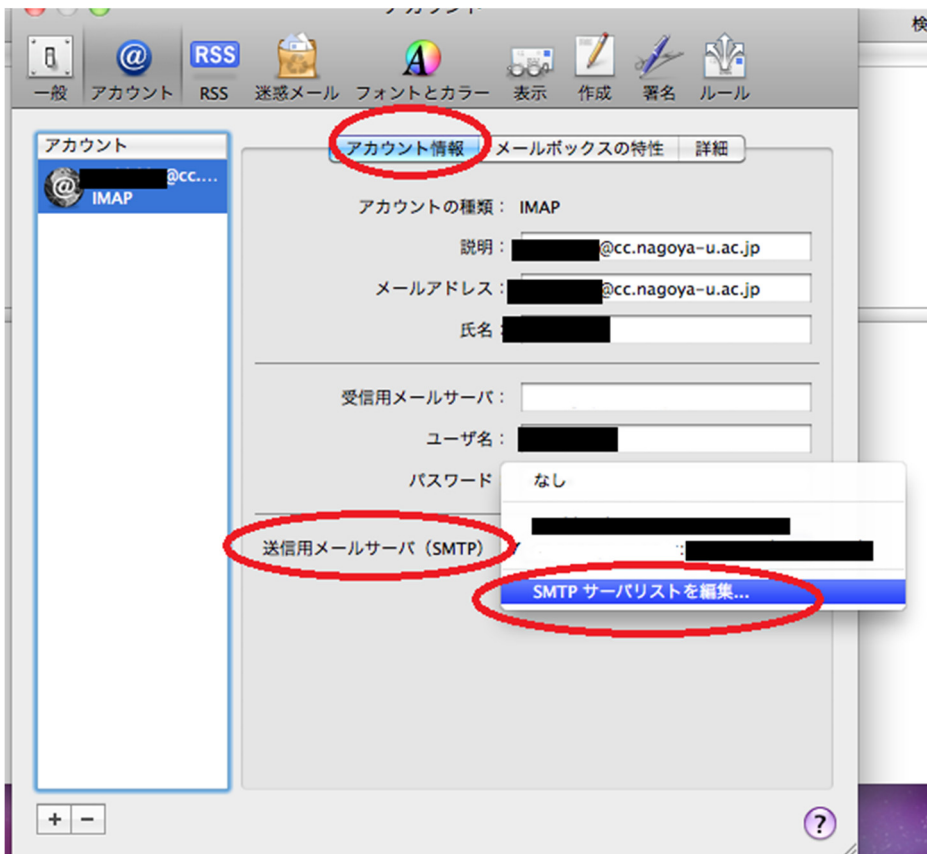 アカウント
検
RSS
一般 アカウント RSS 迷惑メール フォントとカラー 表示 作成 署名 ルール
アカウント
@cc....
IMAP
アカウント情報 メールボックスの特性 詳細
アカウントの種類: IMAP
説明: @cc.nagoya-u.ac.jp
メールアドレス: @cc.nagoya-u.ac.jp
氏名:
受信用メールサーバ:
ユーザ名:
パスワード
なし
送信用メールサーバ(SMTP)
SMTP サーバリストを編集...
+ −
?